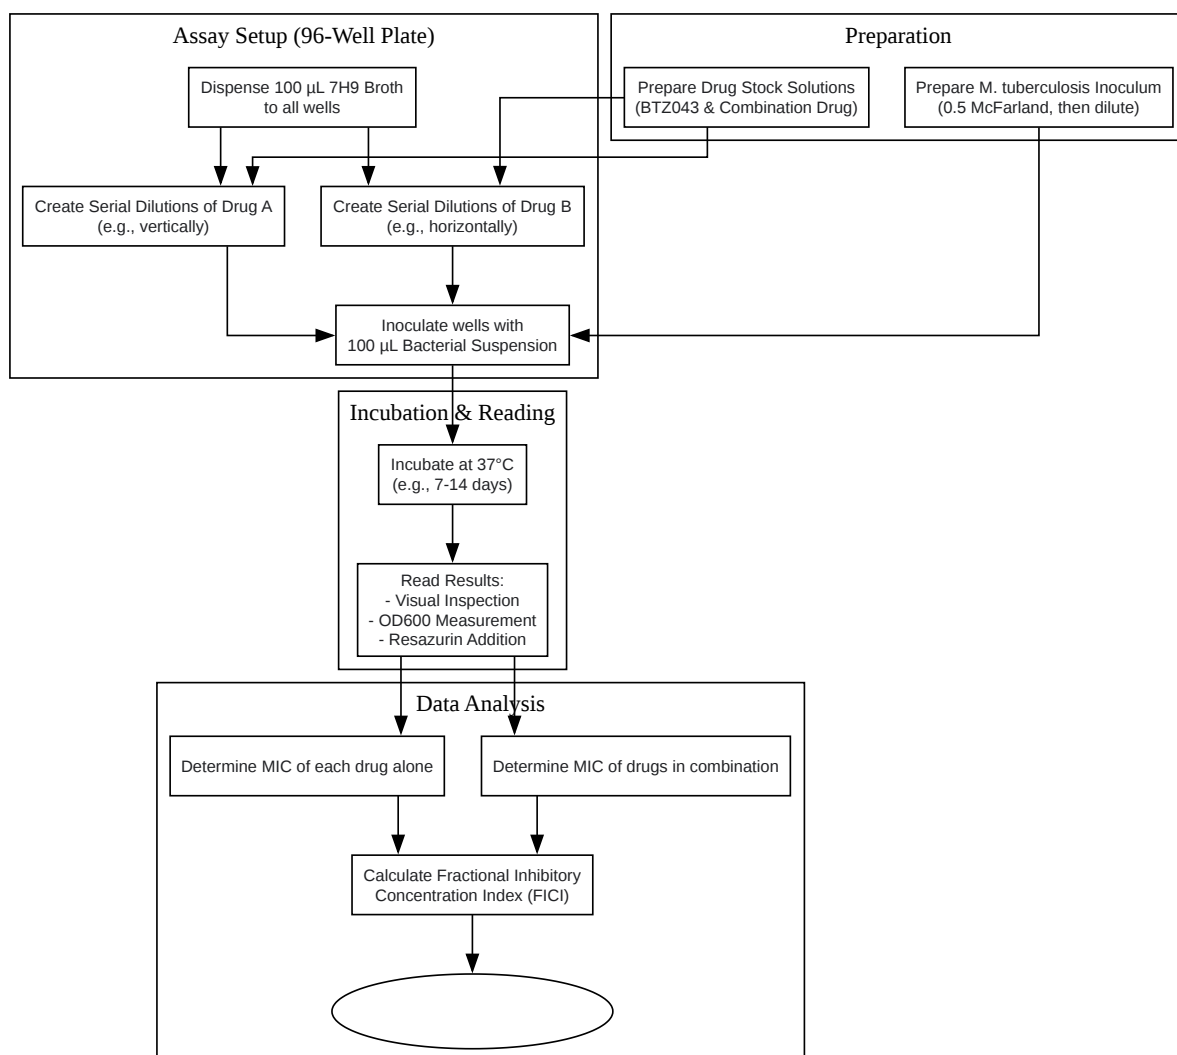 Assay Setup (96-Well Plate)
Preparation
Dispense 100 µL 7H9 Broth
to all wells
Prepare Drug Stock Solutions
(BTZ043 & Combination Drug)
Prepare M. tuberculosis Inoculum
(0.5 McFarland, then dilute)
Create Serial Dilutions of Drug A
(e.g., vertically)
Create Serial Dilutions of Drug B
(e.g., horizontally)
Inoculate wells with
100 µL Bacterial Suspension
Incubation & Reading
Incubate at 37°C
(e.g., 7-14 days)
Read Results:
- Visual Inspection
- OD600 Measurement
- Resazurin Addition
Data Analysis
Determine MIC of each drug alone
Determine MIC of drugs in combination
Calculate Fractional Inhibitory
Concentration Index (FICI)